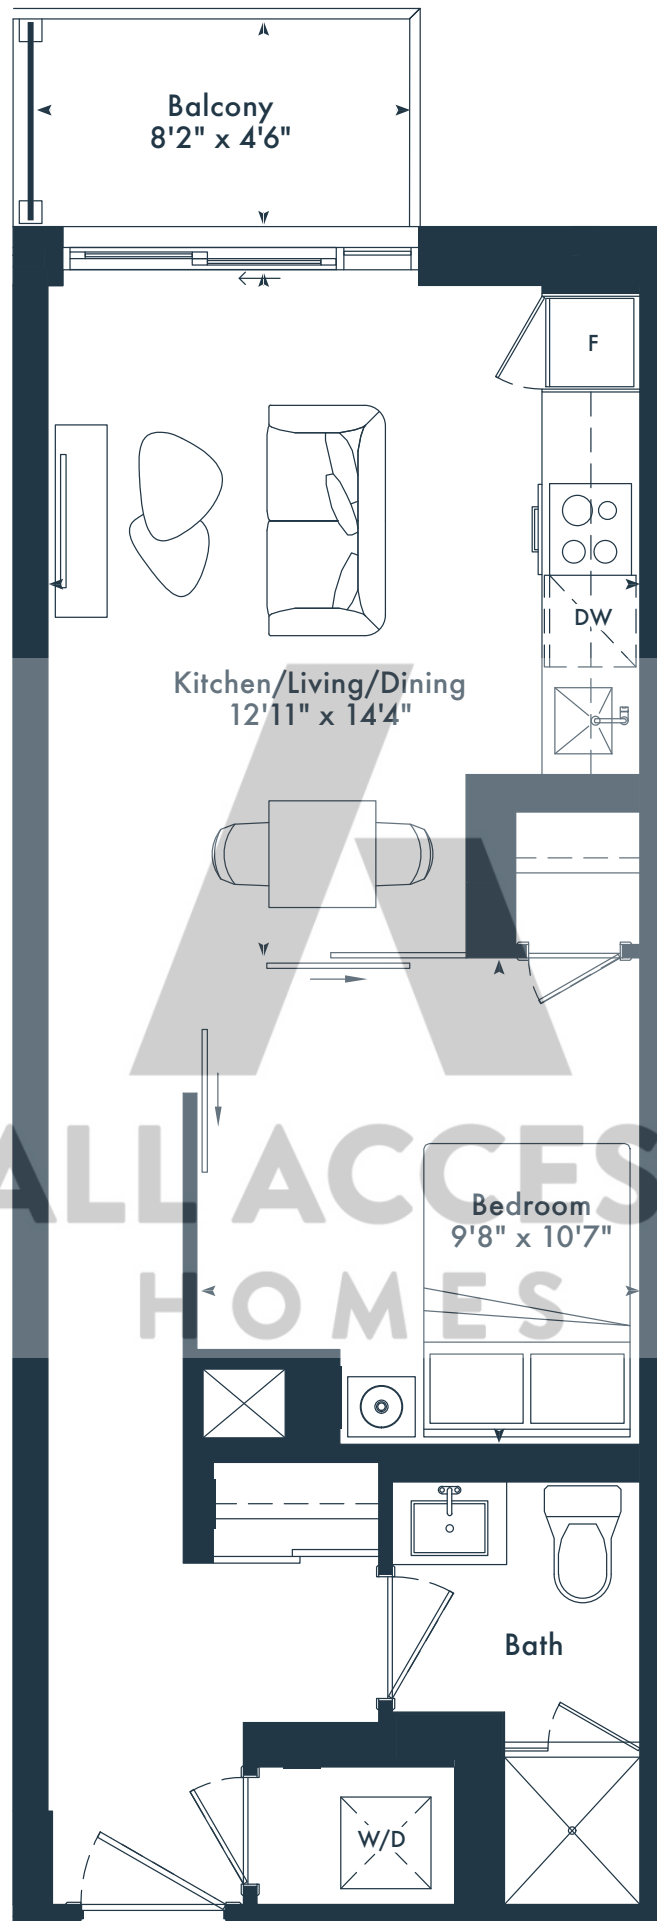 Balcony
8'2" x 4'6"
F
DW
Kitchen/Living/Dining
12'11" x 14'4"
ALL ACCES
Bedroom
9'8" x 10'7"
HOMES
Bath
W/D